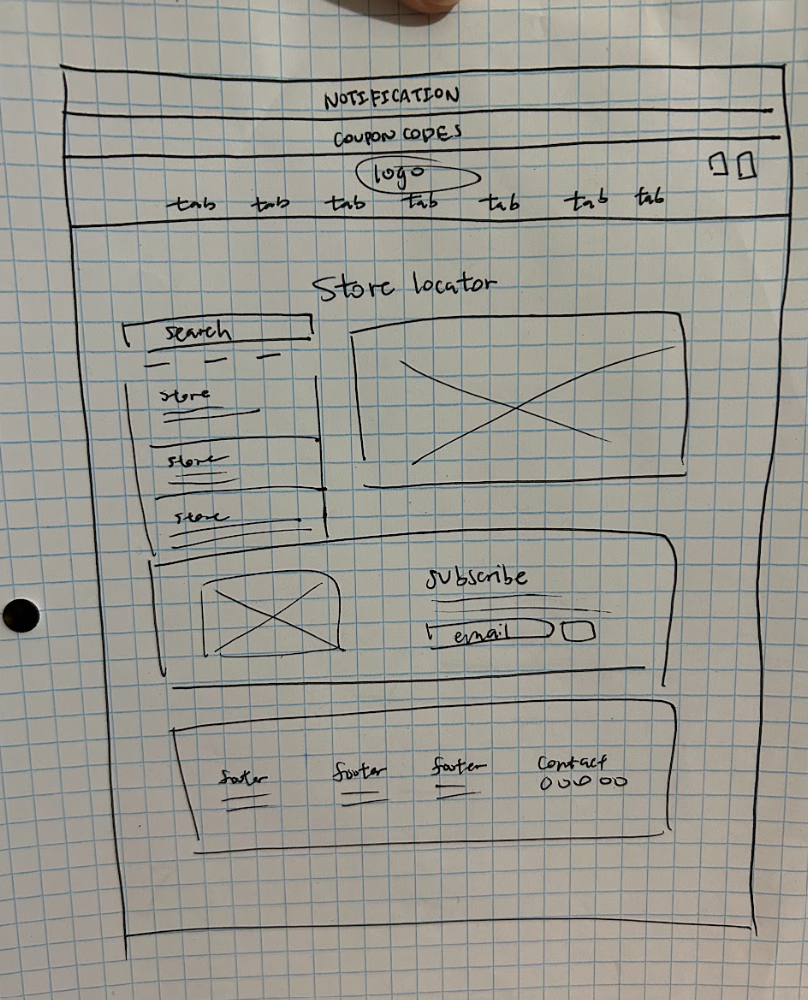 NOTIFICATION
COUPON CODES
logo
tab tab tab tab tab tab tab
Store locator
search
store
store
store
subscribe
email
footer footer footer contact